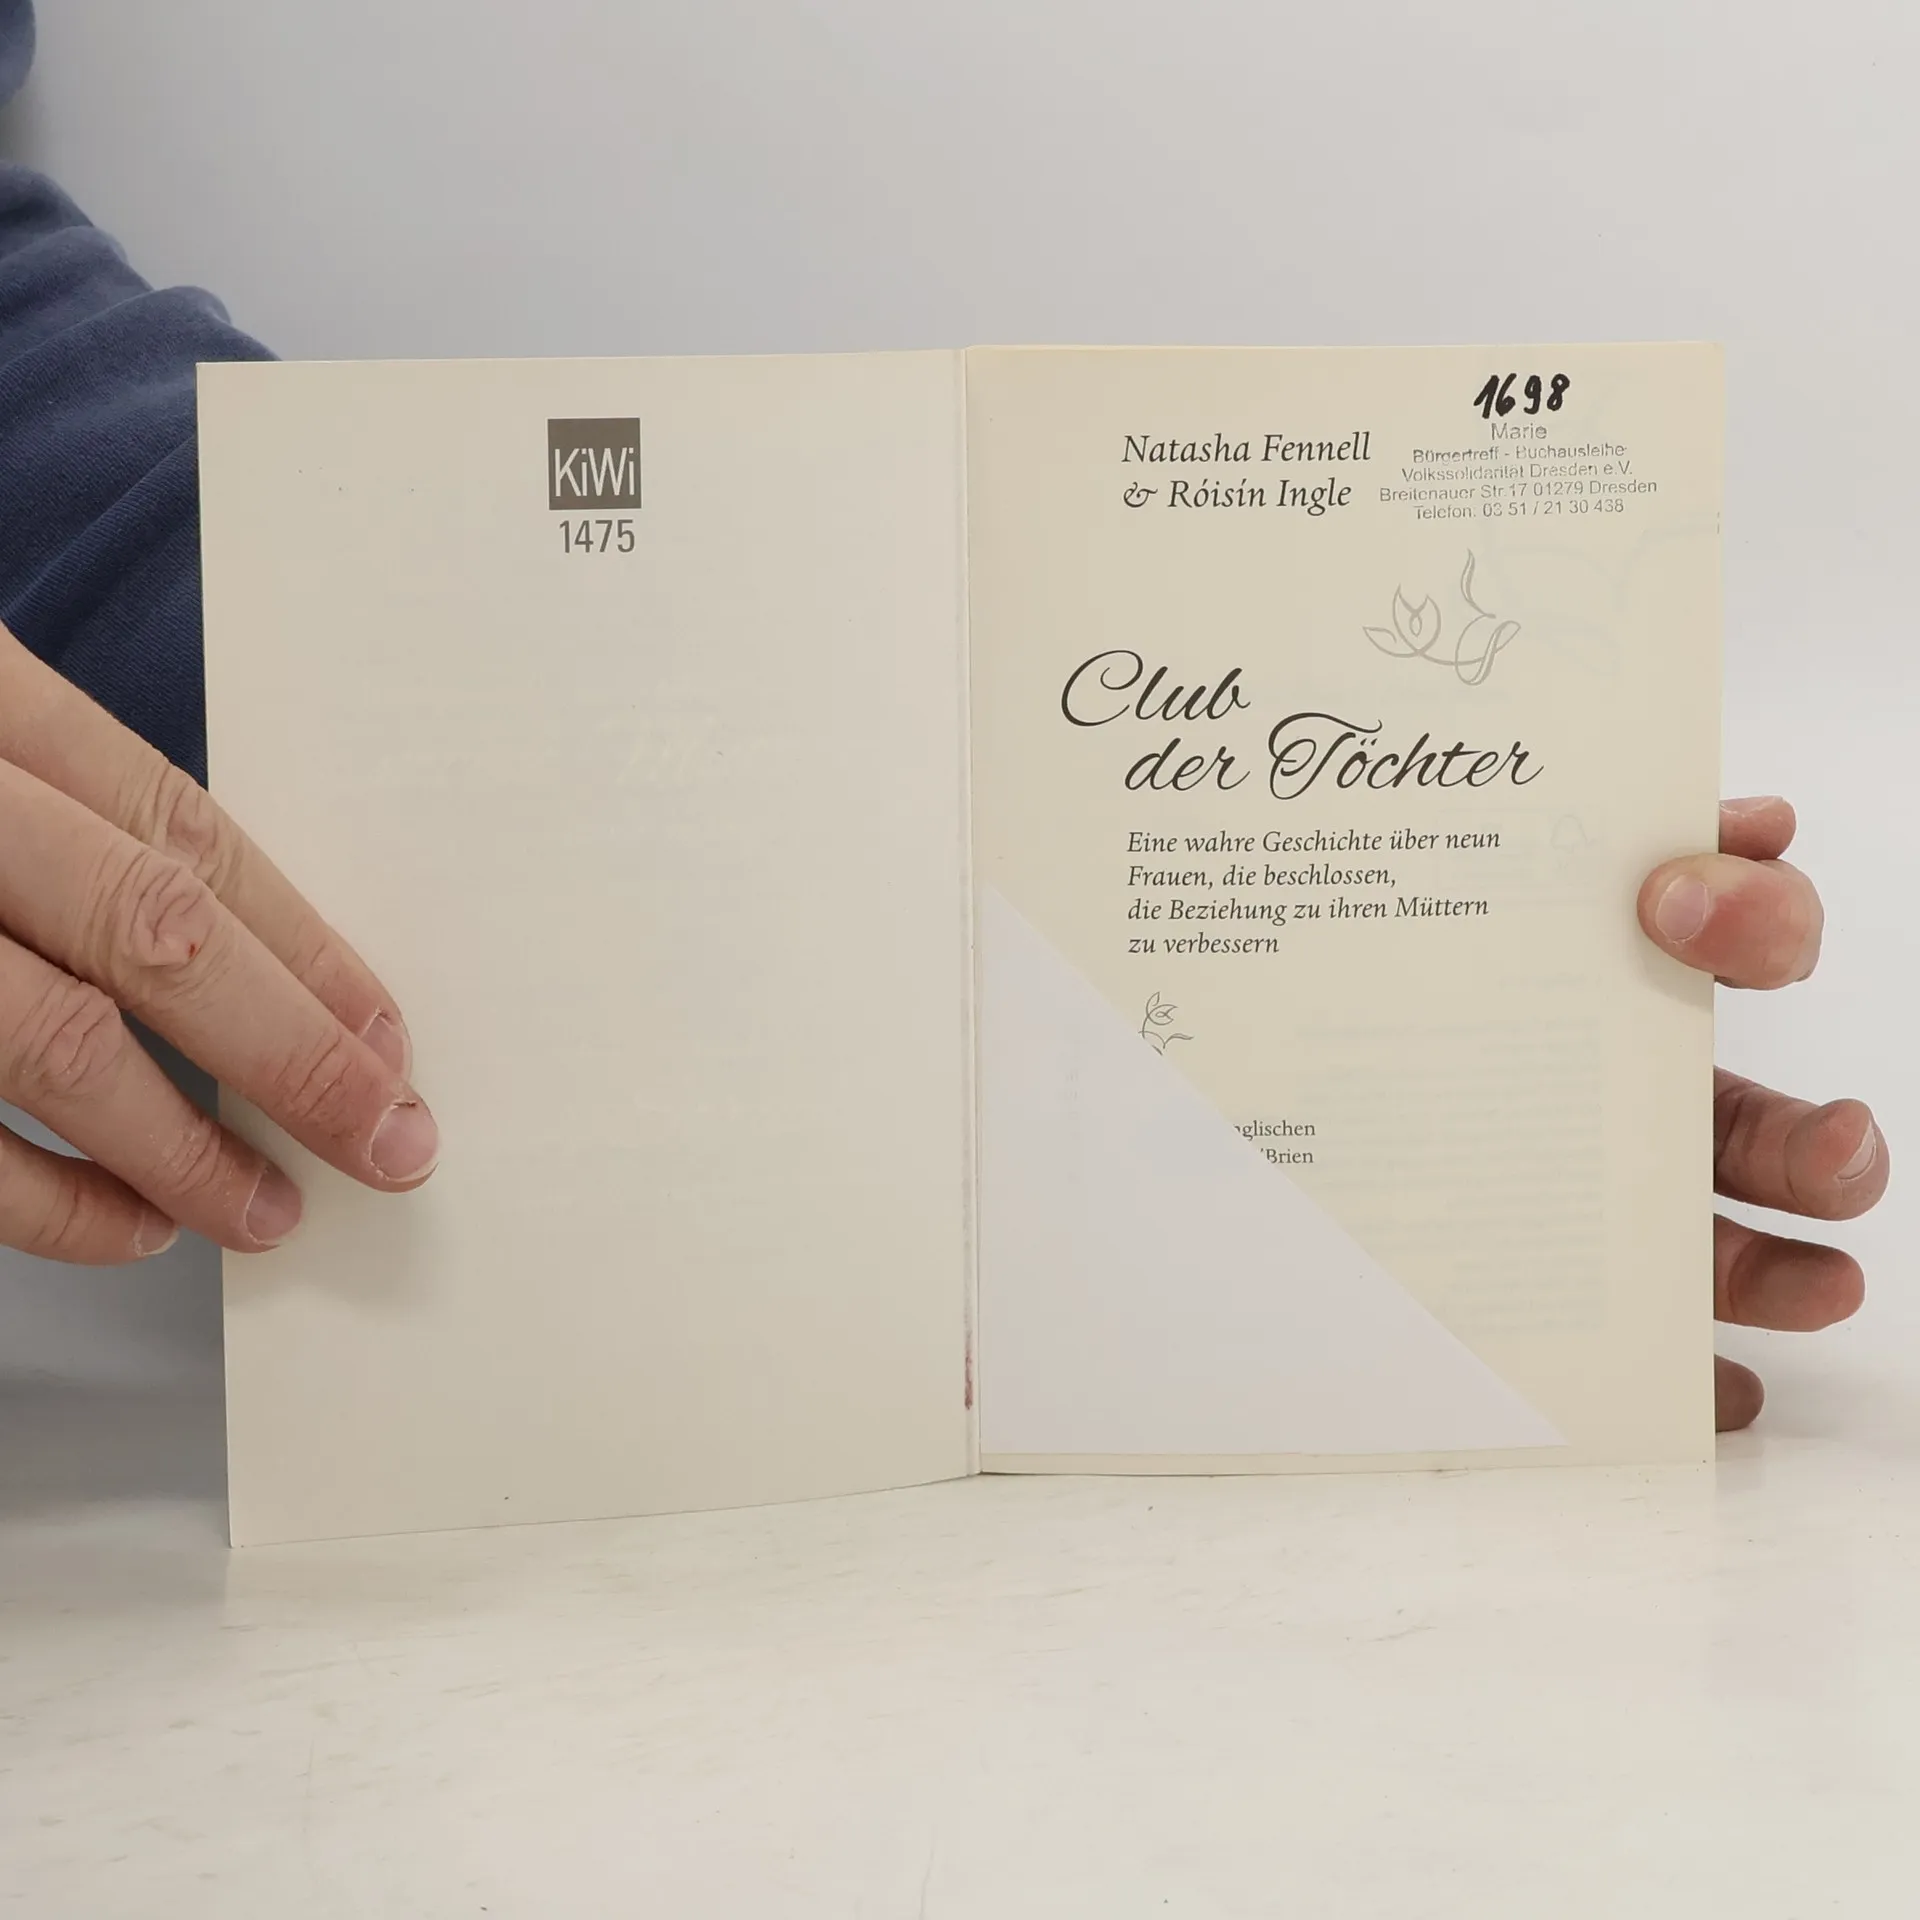 KiWi
1475
1698
Marie
Bürgertreff - Buchausleihe
Volkssolidarität Dresden e.V.
Breitenauer Str.17 01279 Dresden
Telefon: 03 51 / 21 30 438
Natasha Fennell
& Róisín Ingle
Club
der Töchter
Eine wahre Geschichte über neun
Frauen, die beschlossen,
die Beziehung zu ihren Müttern
zu verbessern
nglischen
'Brien